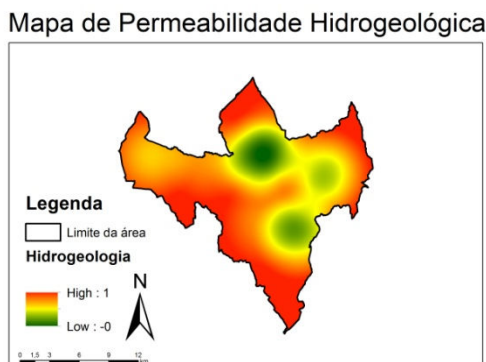 Mapa de Permeabilidade Hidrogeológica
Legenda
Limite da área
Hidrogeologia
High : 1
Low : -0
N
0 1,5 3 6 9 12